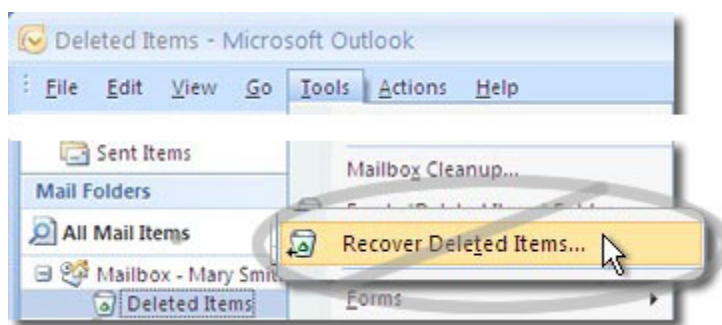 Deleted Items - Microsoft Outlook
File Edit View Go Tools Actions Help
Sent Items
Mailbox Cleanup...
Mail Folders
All Mail Items
Recover Deleted Items...
Mailbox - Mary Smit
Deleted Items
Forms